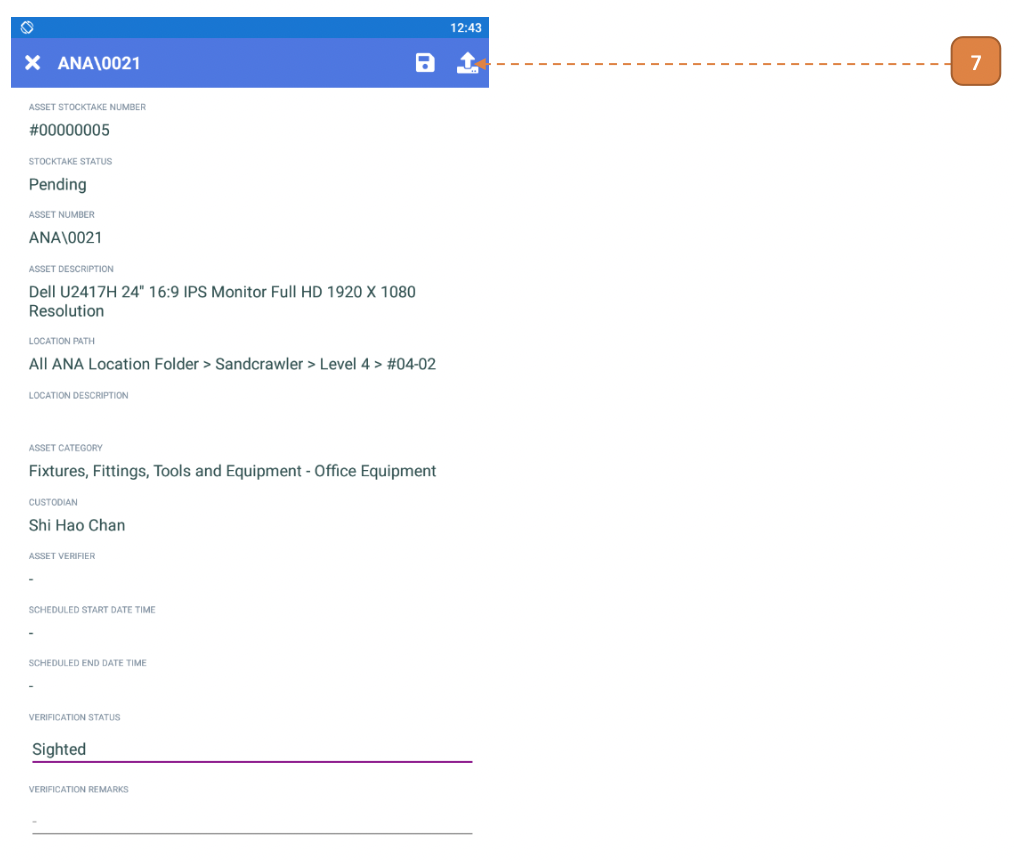 12:43
ANA\0021
7
ASSET STOCKTAKE NUMBER
#00000005
STOCKTAKE STATUS
Pending
ASSET NUMBER
ANA\0021
ASSET DESCRIPTION
Dell U2417H 24" 16:9 IPS Monitor Full HD 1920 X 1080
Resolution
LOCATION PATH
All ANA Location Folder > Sandcrawler > Level 4 > #04-02
LOCATION DESCRIPTION
ASSET CATEGORY
Fixtures, Fittings, Tools and Equipment - Office Equipment
CUSTODIAN
Shi Hao Chan
ASSET VERIFIER
-
SCHEDULED START DATE TIME
-
SCHEDULED END DATE TIME
-
VERIFICATION STATUS
Sighted
VERIFICATION REMARKS
-